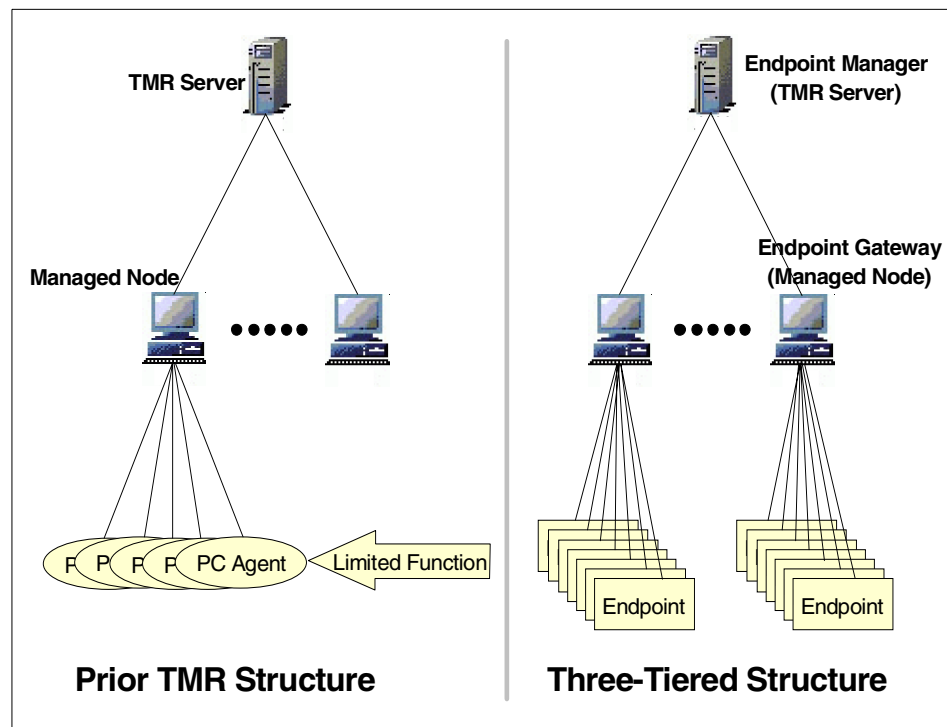 TMR Server
Managed Node
P
P
P
P
PC Agent
Limited Function
Prior TMR Structure
Endpoint Manager
(TMR Server)
Endpoint Gateway
(Managed Node)
Endpoint
Endpoint
Three-Tiered Structure